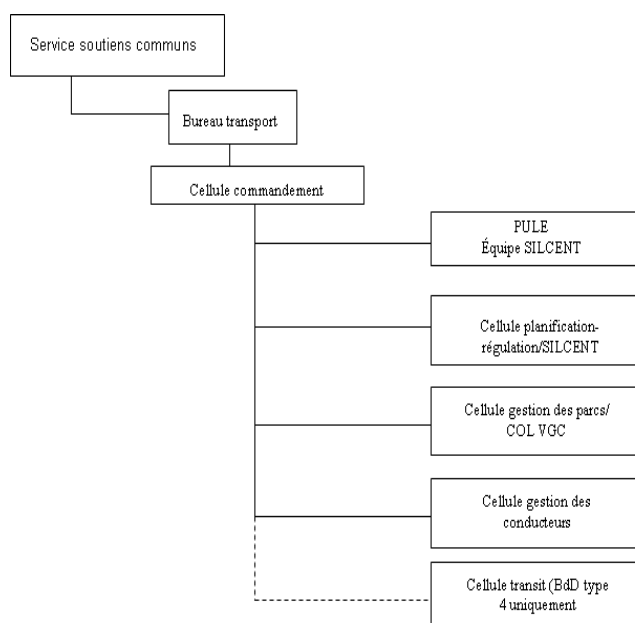 Service soutiens communs
Bureau transport
Cellule commandement
PULE
Équipe SILCENT
Cellule planification-
régulation/SILCENT
Cellule gestion des parcs/
COL VGC
Cellule gestion des
conducteurs
Cellule transit (BdD type
4 uniquement